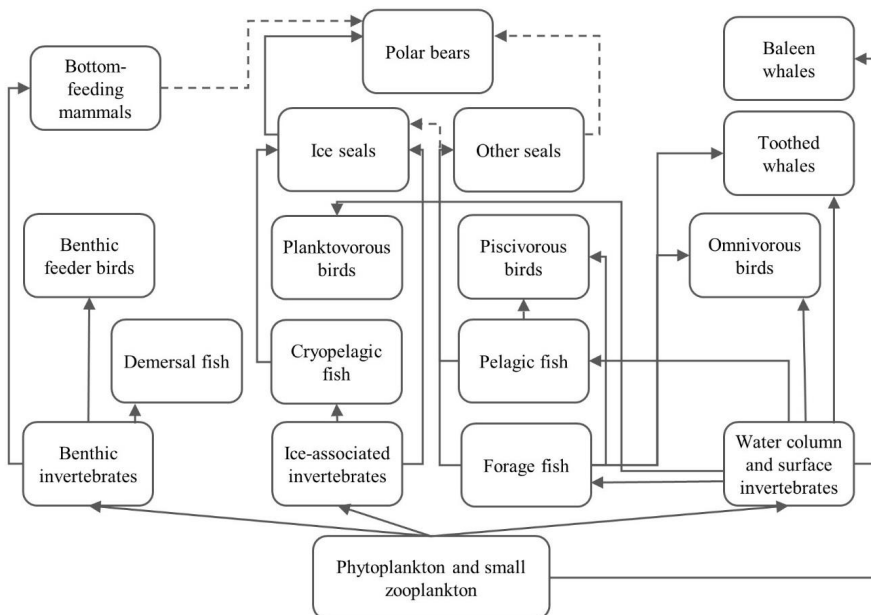 Polar bears
Baleen
whales
Bottom-
feeding
mammals
Ice seals
Other seals
Toothed
whales
Benthic
feeder birds
Planktovorous
birds
Piscivorous
birds
Omnivorous
birds
Demersal fish
Cryopelagic
fish
Pelagic fish
Benthic
invertebrates
Ice-associated
invertebrates
Forage fish
Water column
and surface
invertebrates
Phytoplankton and small
zooplankton